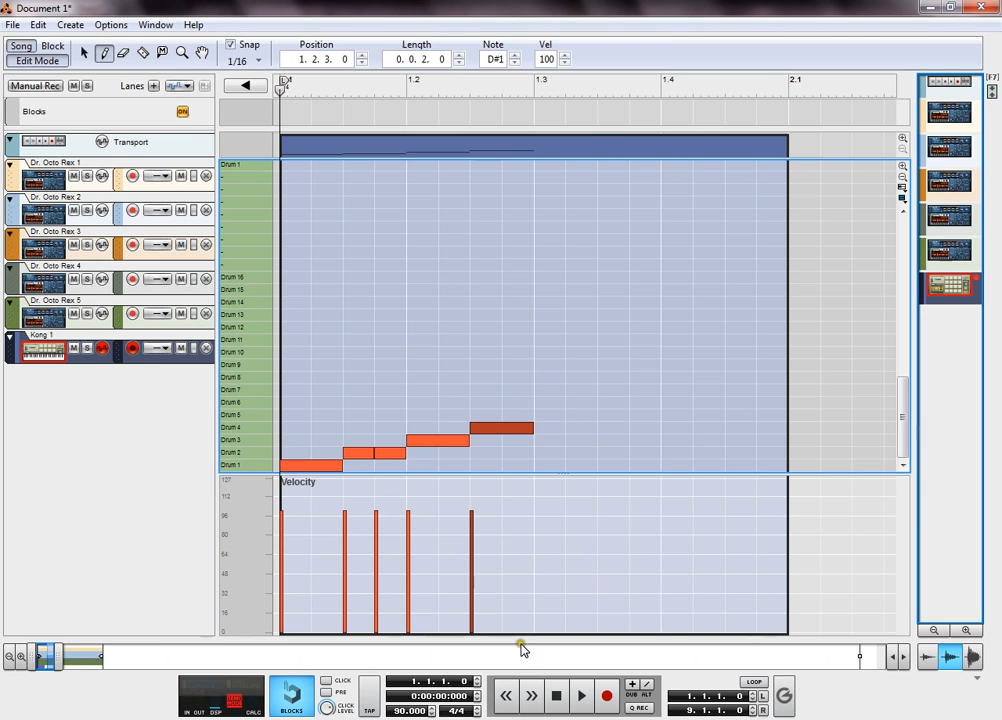 Document 1*
File Edit Create Options Window Help
Song Block
Edit Mode
Snap
1/16
Position
1. 2. 3. 0
Length
0. 0. 2. 0
Note
D#1
Vel
100
Manual Rec M S Lanes
1.2 1.3 1.4 2.1
[F7]
Blocks ON
Transport
Dr. Octo Rex 1
M S M
Dr. Octo Rex 2
M S M
Dr. Octo Rex 3
M S M
Dr. Octo Rex 4
M S M
Dr. Octo Rex 5
M S M
Kong 1
M S M
Drum 1
Drum 16
Drum 15
Drum 14
Drum 13
Drum 12
Drum 11
Drum 10
Drum 9
Drum 8
Drum 7
Drum 6
Drum 5
Drum 4
Drum 3
Drum 2
Drum 1
Velocity
127
112
96
80
64
48
32
16
0
IN OUT DSP CALC
BLOCKS
CLICK
PRE
CLICK LEVEL
TAP
1. 1. 1. 0
0:00:00:000
90.000 4/4
DUB ALT
Q REC
LOOP
1. 1. 1. 0 L
9. 1. 1. 0 R